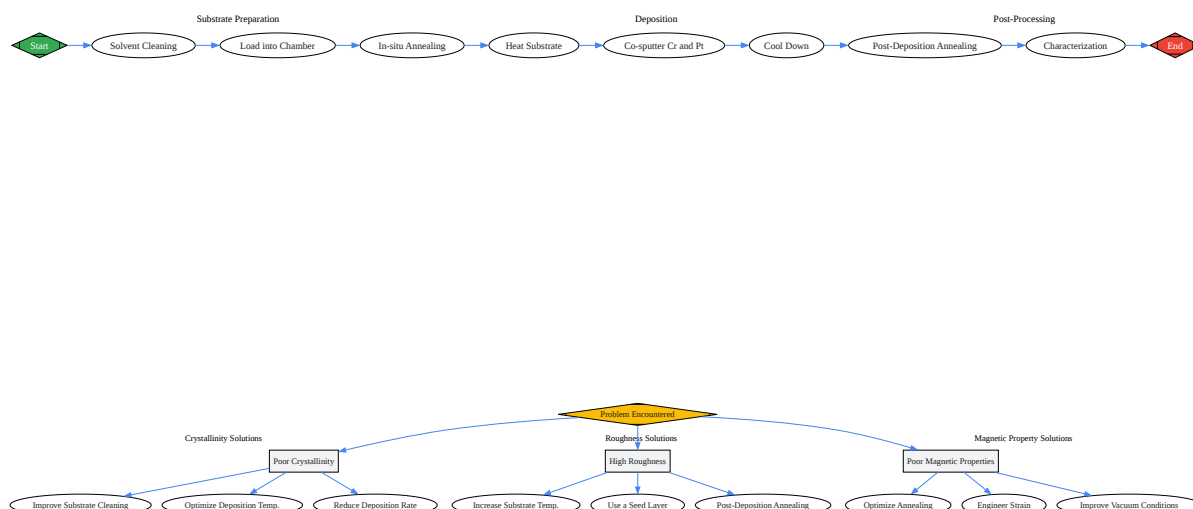 Substrate Preparation
Deposition
Post-Processing
Start
Solvent Cleaning
Load into Chamber
In-situ Annealing
Heat Substrate
Co-sputter Cr and Pt
Cool Down
Post-Deposition Annealing
Characterization
End
Problem Encountered
Crystallinity Solutions
Roughness Solutions
Magnetic Property Solutions
Poor Crystallinity
High Roughness
Poor Magnetic Properties
Improve Substrate Cleaning
Optimize Deposition Temp.
Reduce Deposition Rate
Increase Substrate Temp.
Use a Seed Layer
Post-Deposition Annealing
Optimize Annealing
Engineer Strain
Improve Vacuum Conditions